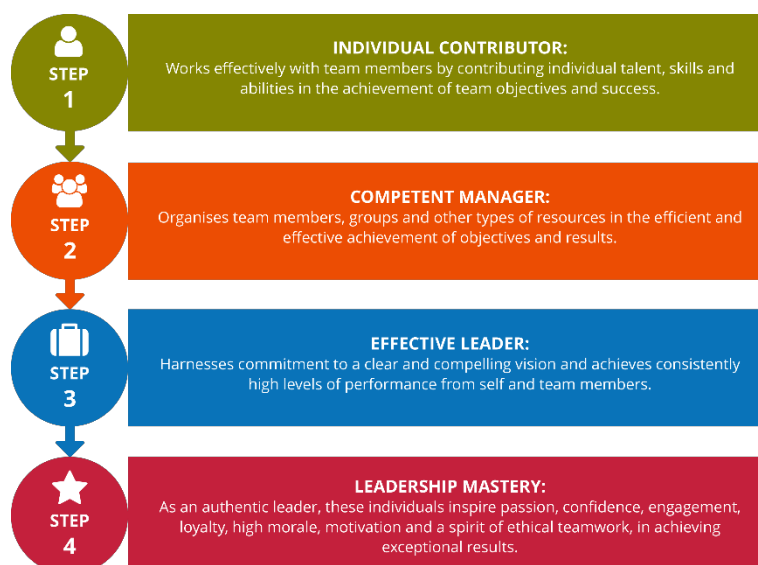 STEP
1
INDIVIDUAL CONTRIBUTOR:
Works effectively with team members by contributing individual talent, skills and
abilities in the achievement of team objectives and success.
STEP
2
COMPETENT MANAGER:
Organises team members, groups and other types of resources in the efficient and
effective achievement of objectives and results.
STEP
3
EFFECTIVE LEADER:
Harnesses commitment to a clear and compelling vision and achieves consistently
high levels of performance from self and team members.
STEP
4
LEADERSHIP MASTERY:
As an authentic leader, these individuals inspire passion, confidence, engagement,
loyalty, high morale, motivation and a spirit of ethical teamwork, in achieving
exceptional results.